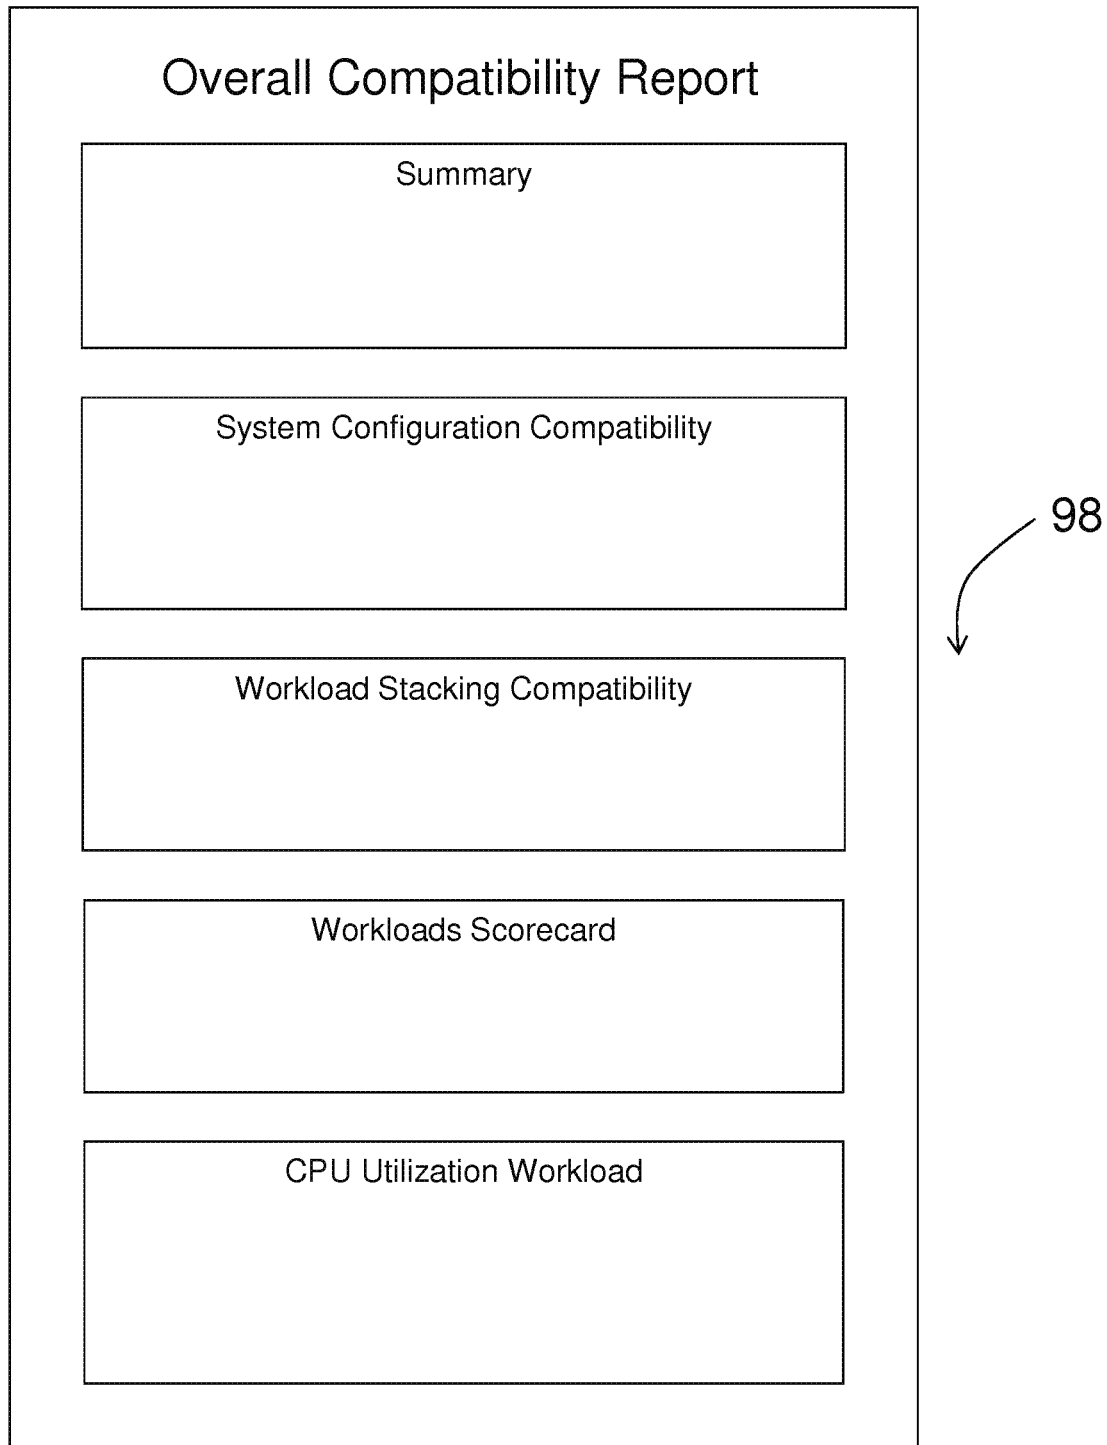 Overall Compatibility Report
Summary
System Configuration Compatibility
98
Workload Stacking Compatibility
Workloads Scorecard
CPU Utilization Workload